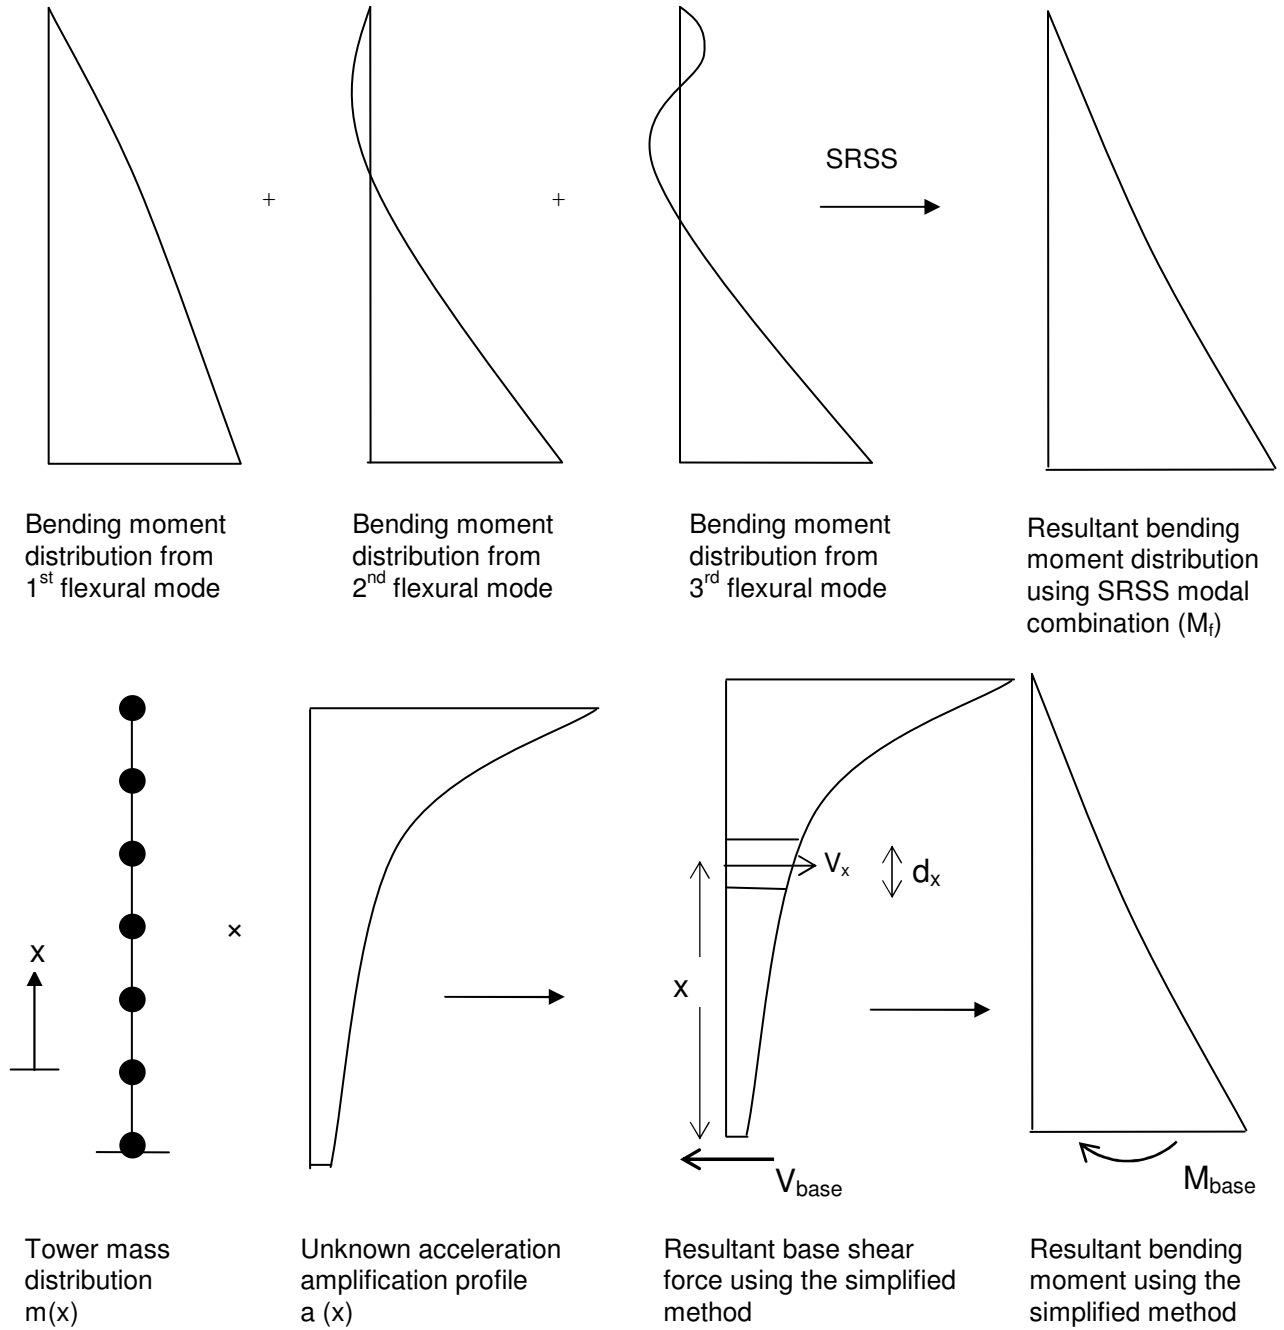 +
+
SRSS
Bending moment
distribution from
1st flexural mode
Bending moment
distribution from
2nd flexural mode
Bending moment
distribution from
3rd flexural mode
Resultant bending
moment distribution
using SRSS modal
combination (Mf)
x
×
x
Vx
dx
Vbase
Mbase
Tower mass
distribution
m(x)
Unknown acceleration
amplification profile
a (x)
Resultant base shear
force using the simplified
method
Resultant bending
moment using the
simplified method